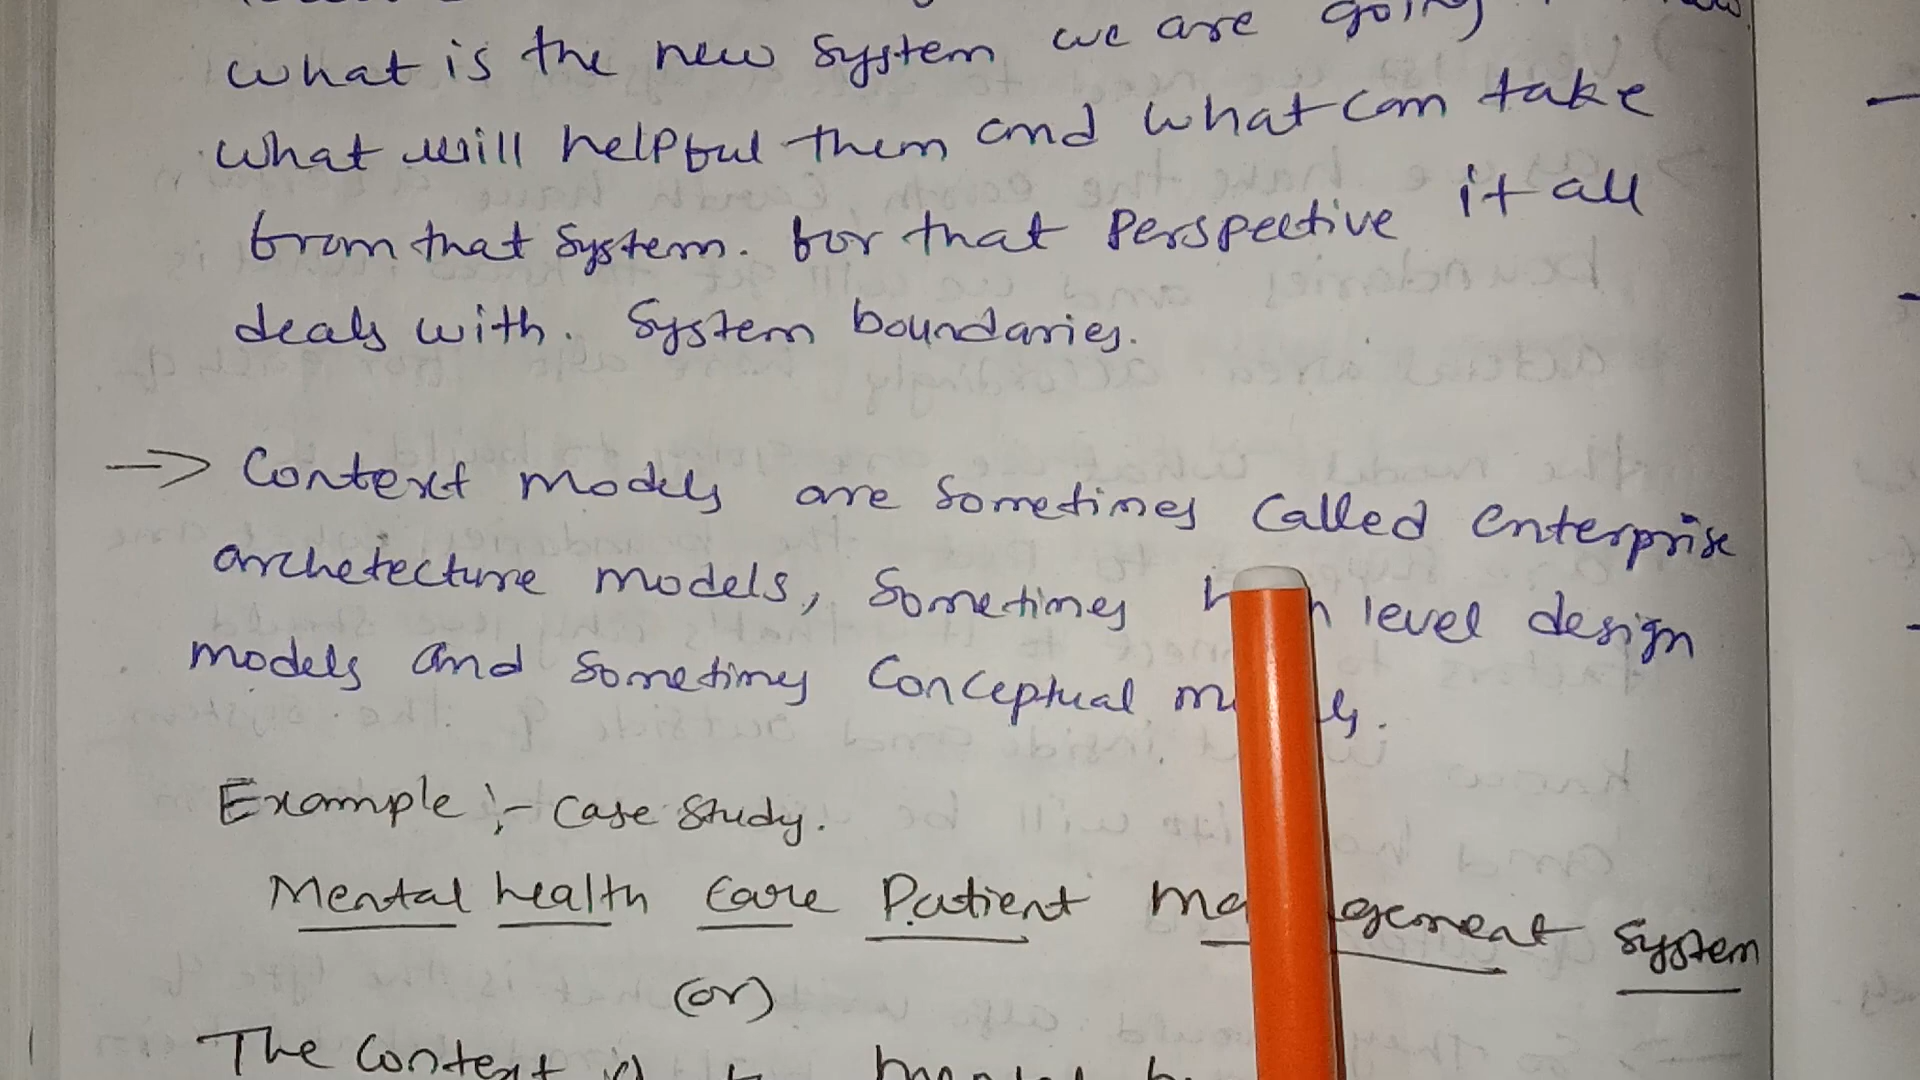 what is the new system we are going
what will helpful them and what can take
from that system. for that Perspective it all
deals with. System boundaries.
→ Context models are sometimes called enterprise
archetecture models, Sometimes level design
models and sometimes Conceptual
Example :- Case Study.
Mental health Care Patient System
(or)
The Context